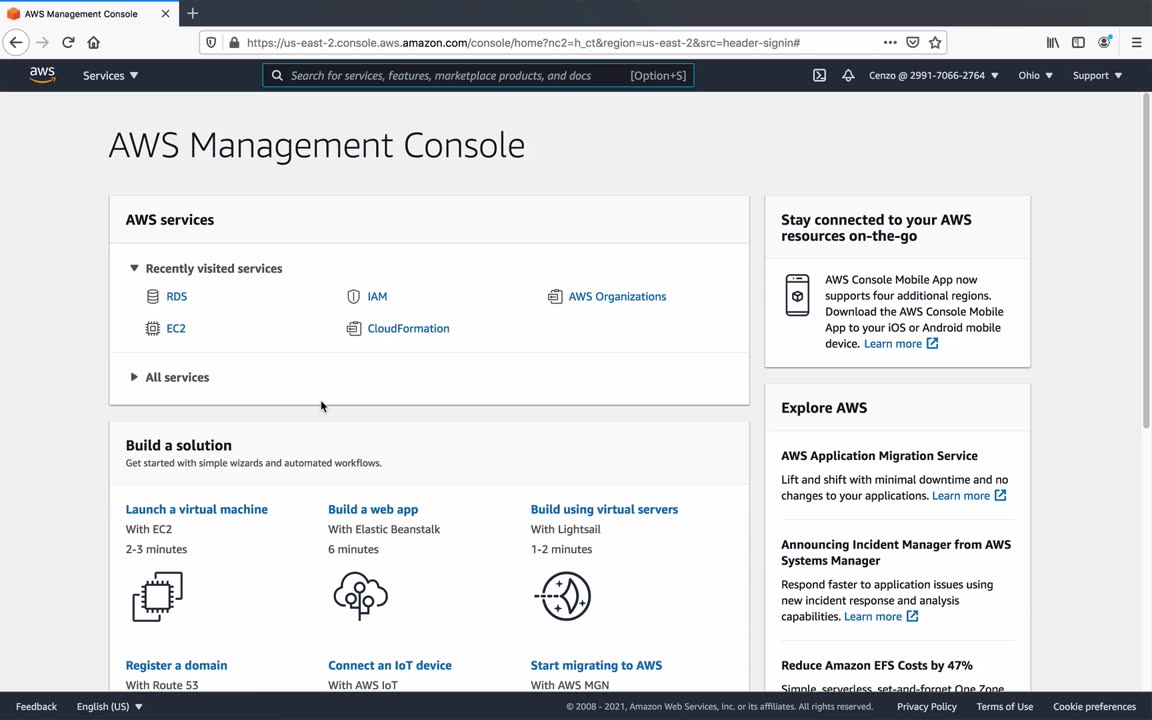 AWS Management Console
https://us-east-2.console.aws.amazon.com/console/home?nc2=h_ct&region=us-east-2&src=header-signin#
aws
Services
Search for services, features, marketplace products, and docs
[Option+S]
Cenzo @ 2991-7066-2764
Ohio
Support
AWS Management Console
AWS services
Recently visited services
RDS
IAM
AWS Organizations
EC2
CloudFormation
All services
Stay connected to your AWS
resources on-the-go
AWS Console Mobile App now
supports four additional regions.
Download the AWS Console Mobile
App to your iOS or Android mobile
device. Learn more
Build a solution
Get started with simple wizards and automated workflows.
Launch a virtual machine
With EC2
2-3 minutes
Build a web app
With Elastic Beanstalk
6 minutes
Build using virtual servers
With Lightsail
1-2 minutes
Register a domain
With Route 53
Connect an IoT device
With AWS IoT
Start migrating to AWS
With AWS MGN
Explore AWS
AWS Application Migration Service
Lift and shift with minimal downtime and no
changes to your applications. Learn more
Announcing Incident Manager from AWS
Systems Manager
Respond faster to application issues using
new incident response and analysis
capabilities. Learn more
Reduce Amazon EFS Costs by 47%
Simple, serverless, set-and-forget One Zone
Feedback
English (US)
© 2008 - 2021, Amazon Web Services, Inc. or its affiliates. All rights reserved.
Privacy Policy
Terms of Use
Cookie preferences